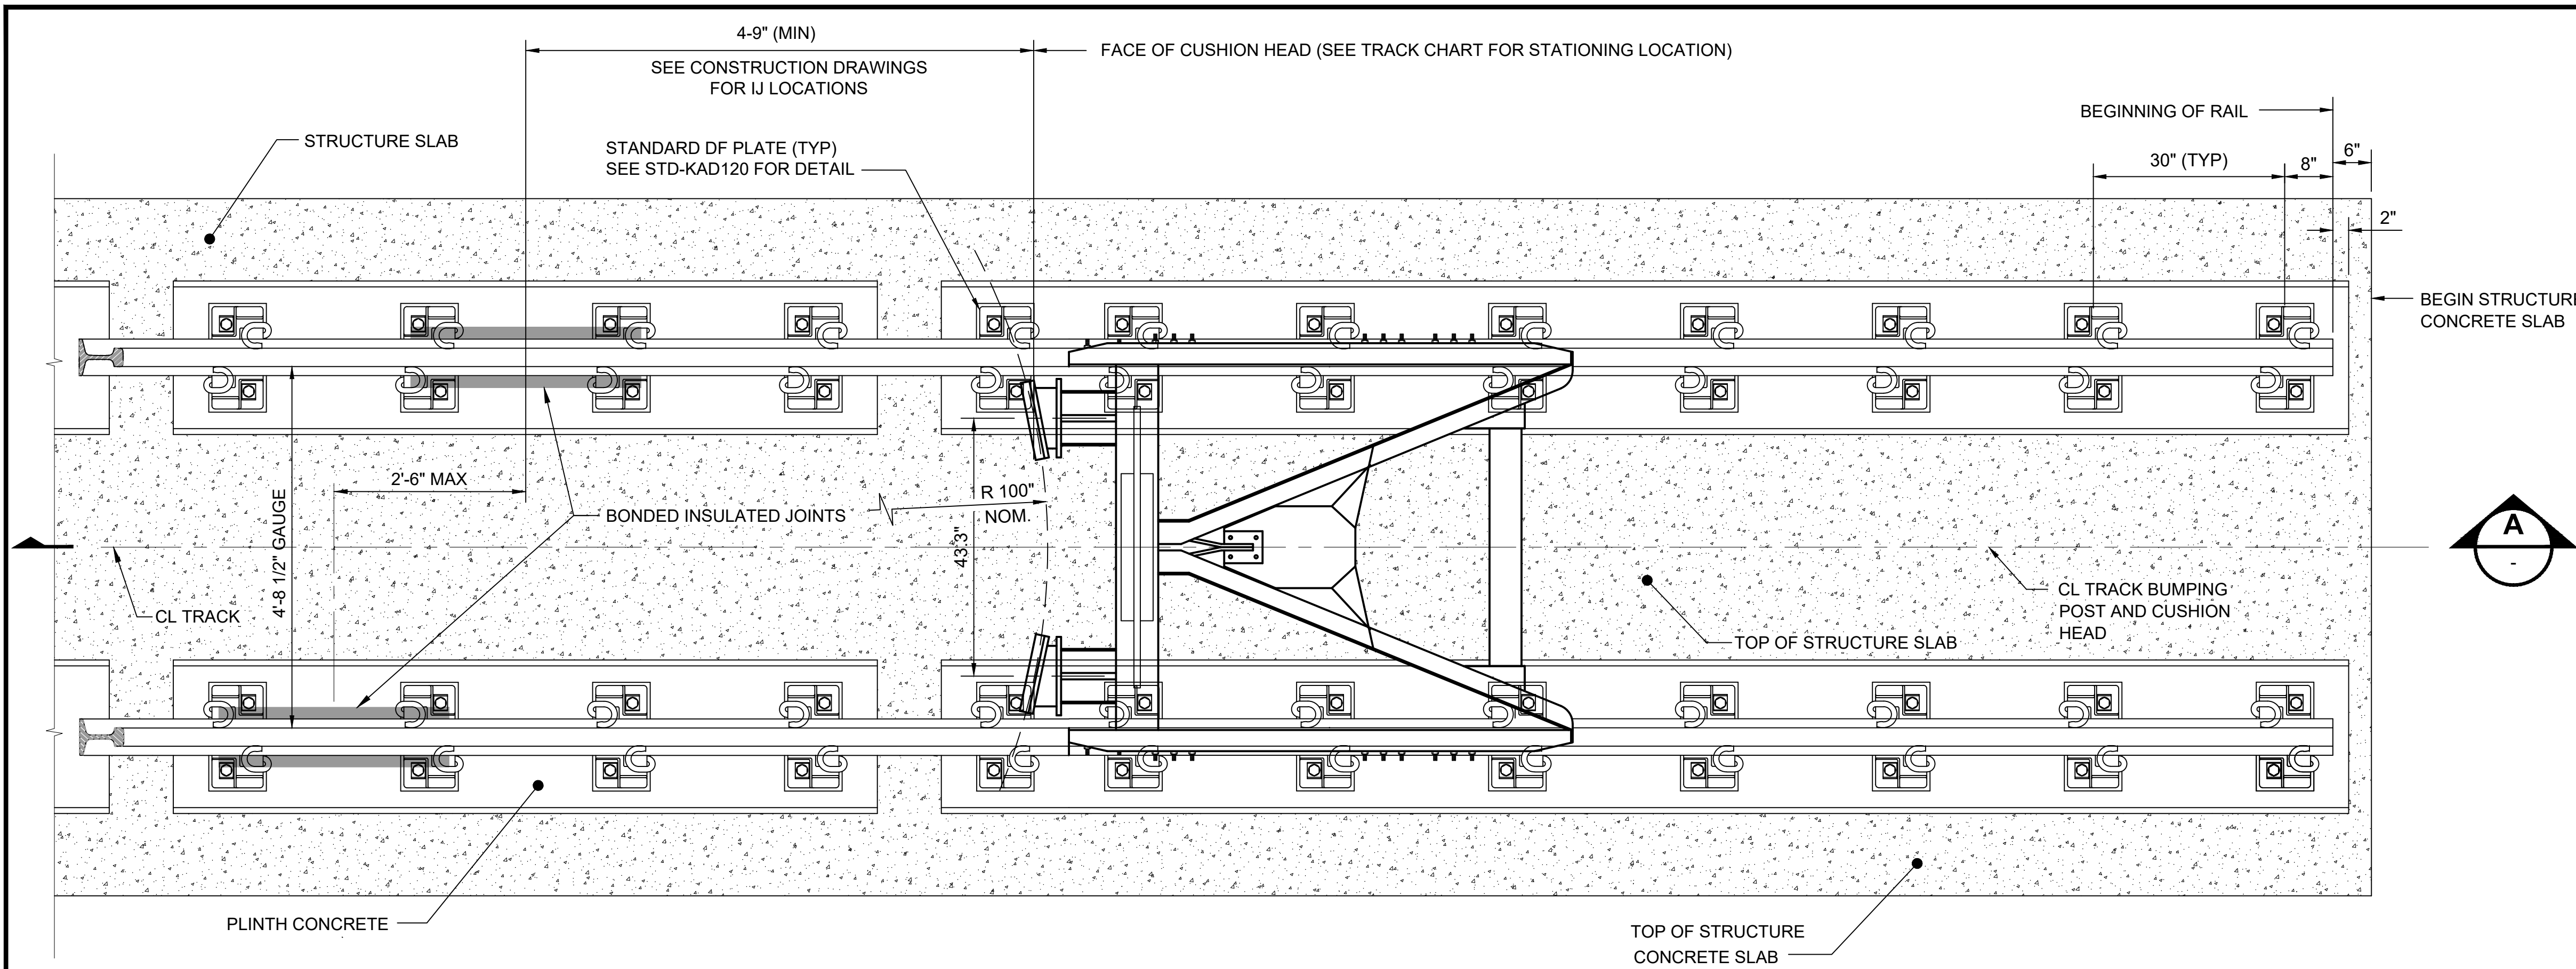 4-9" (MIN)
SEE CONSTRUCTION DRAWINGS
FOR IJ LOCATIONS
FACE OF CUSHION HEAD (SEE TRACK CHART FOR STATIONING LOCATION)
BEGINNING OF RAIL
STRUCTURE SLAB
STANDARD DF PLATE (TYP)
SEE STD-KAD120 FOR DETAIL
30" (TYP)
8"
6"
2"
BEGIN STRUCTURE
CONCRETE SLAB
2'-6" MAX
4'-8 1/2" GAUGE
BONDED INSULATED JOINTS
R 100"
NOM.
43.3"
A
-
CL TRACK
CL TRACK BUMPING
POST AND CUSHION
HEAD
TOP OF STRUCTURE SLAB
PLINTH CONCRETE
TOP OF STRUCTURE
CONCRETE SLAB